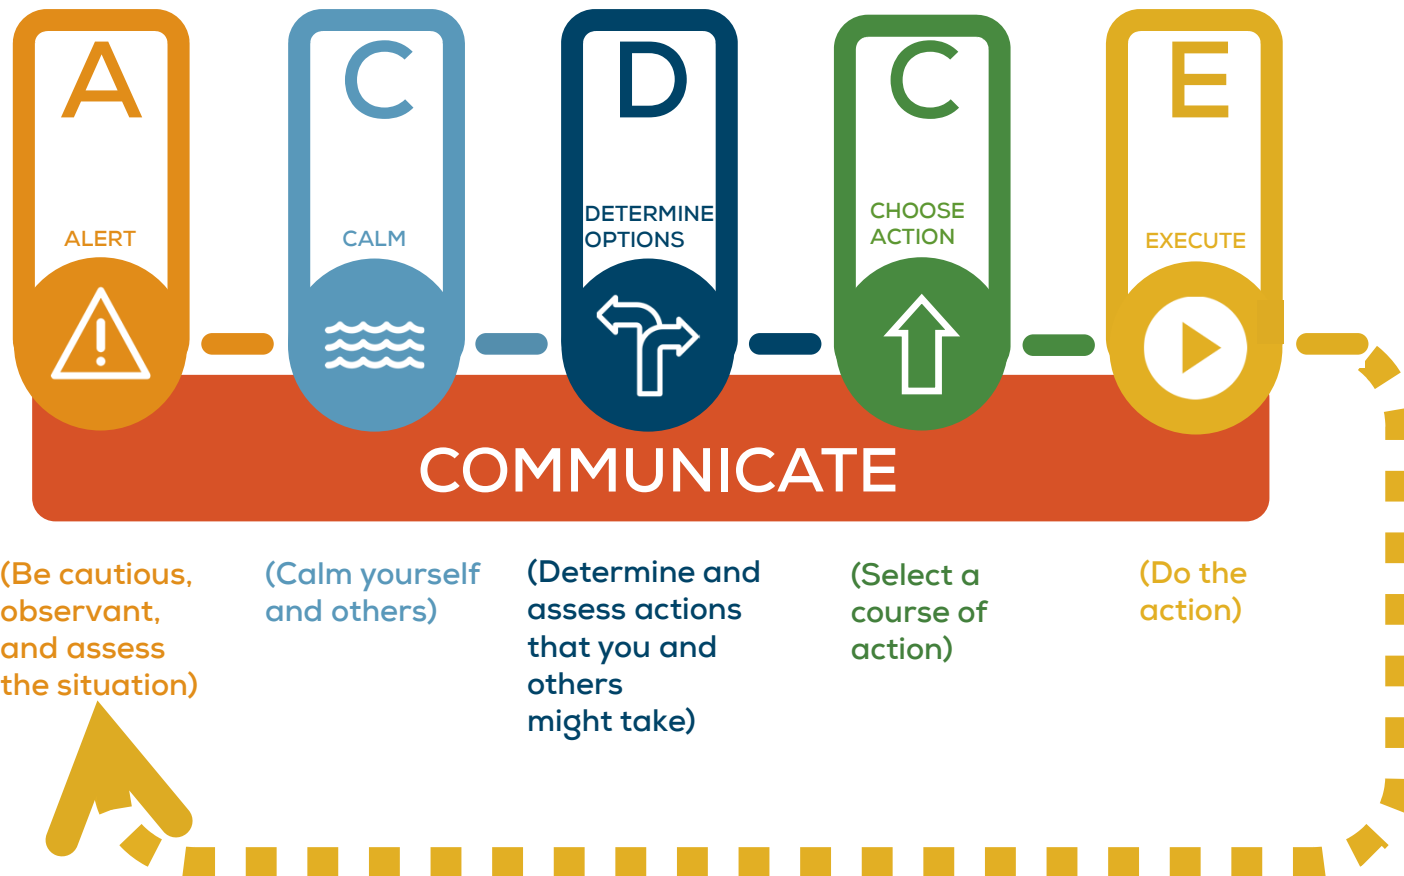 A
C
D
C
E
ALERT
CALM
DETERMINE
OPTIONS
CHOOSE
ACTION
EXECUTE
COMMUNICATE
(Be cautious,
observant,
and assess
the situation)
(Calm yourself
and others)
(Determine and
assess actions
that you and
others
might take)
(Select a
course of
action)
(Do the
action)